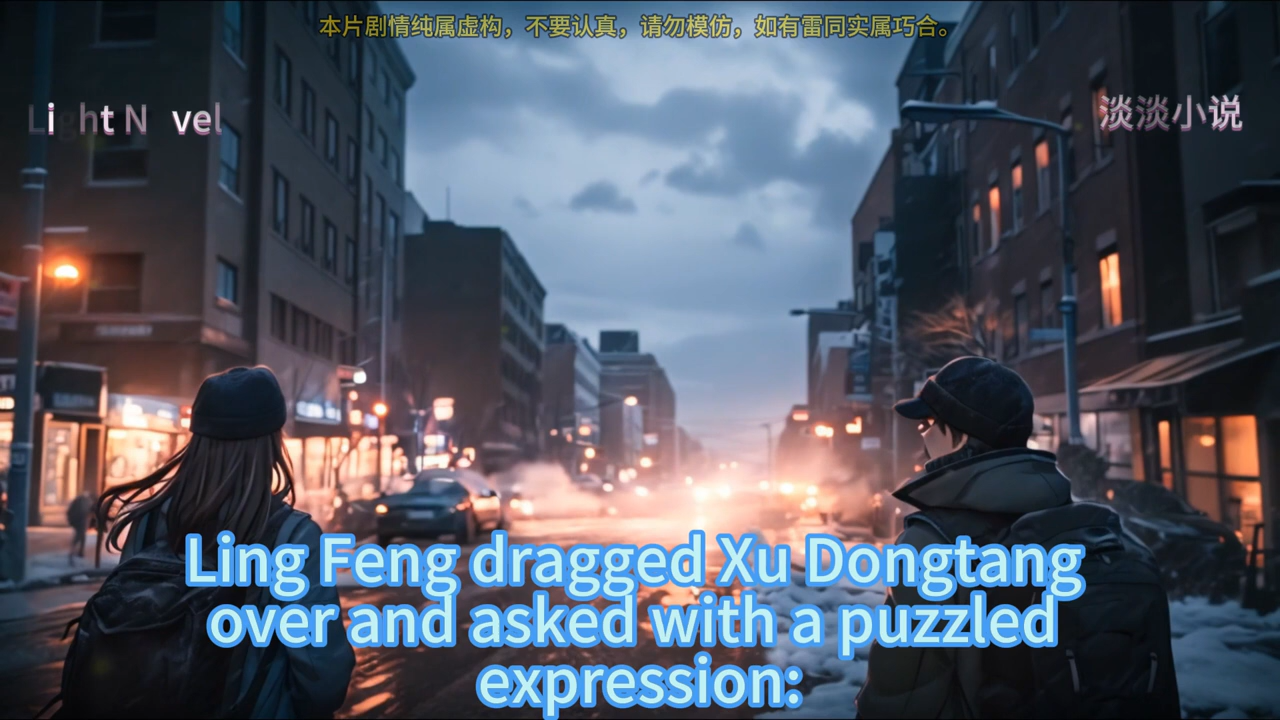 本片剧情纯属虚构，不要认真，请勿模仿，如有雷同实属巧合。
Light N vel
淡淡小说
Ling Feng dragged Xu Dongtang
over and asked with a puzzled
expression: